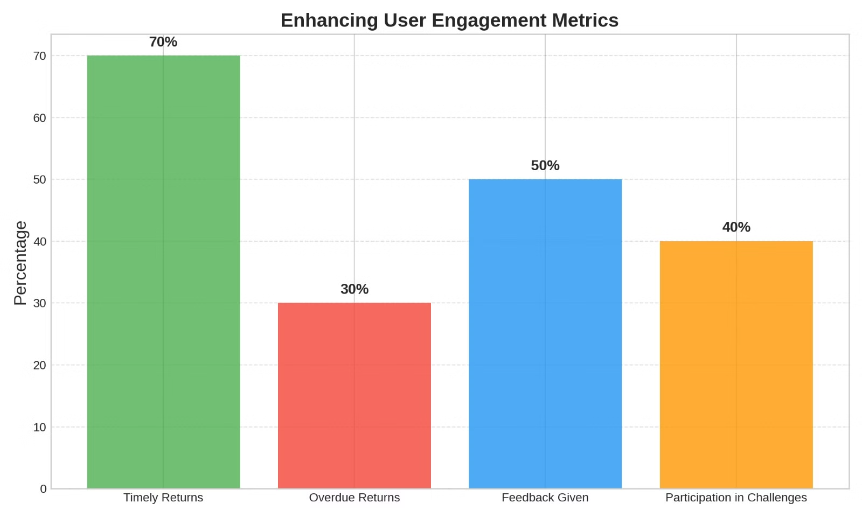 Enhancing User Engagement Metrics
Percentage
70
60
50
40
30
20
10
0
70%
30%
50%
40%
Timely Returns
Overdue Returns
Feedback Given
Participation in Challenges